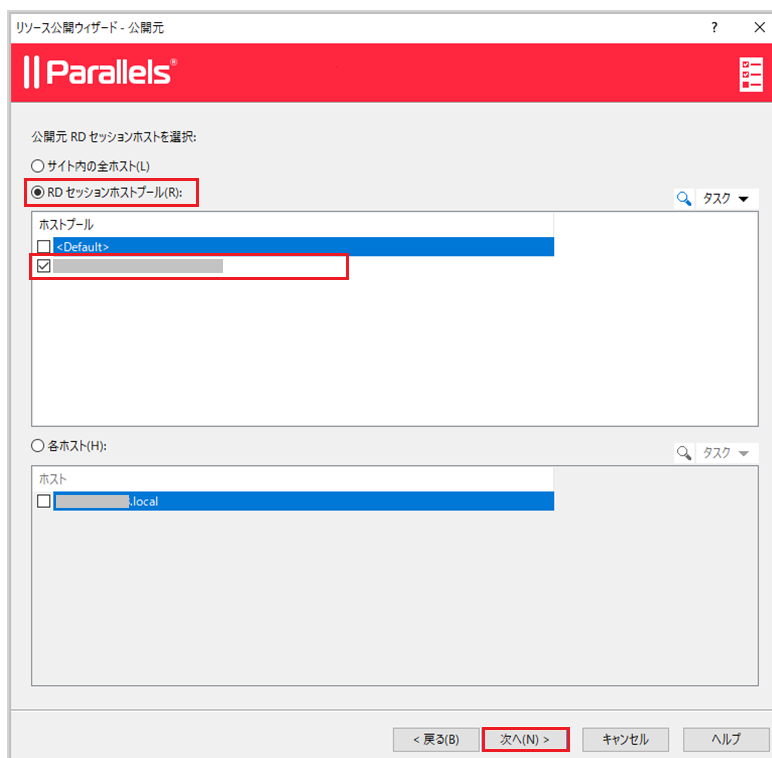 リソース公開ウィザード - 公開元
?
×
Parallels®
公開元 RD セッションホストを選択:
サイト内の全ホスト(L)
RD セッションホストプール(R):
タスク
ホストプール
<Default>
各ホスト(H):
タスク
ホスト
.local
< 戻る(B)
次へ(N) >
キャンセル
ヘルプ